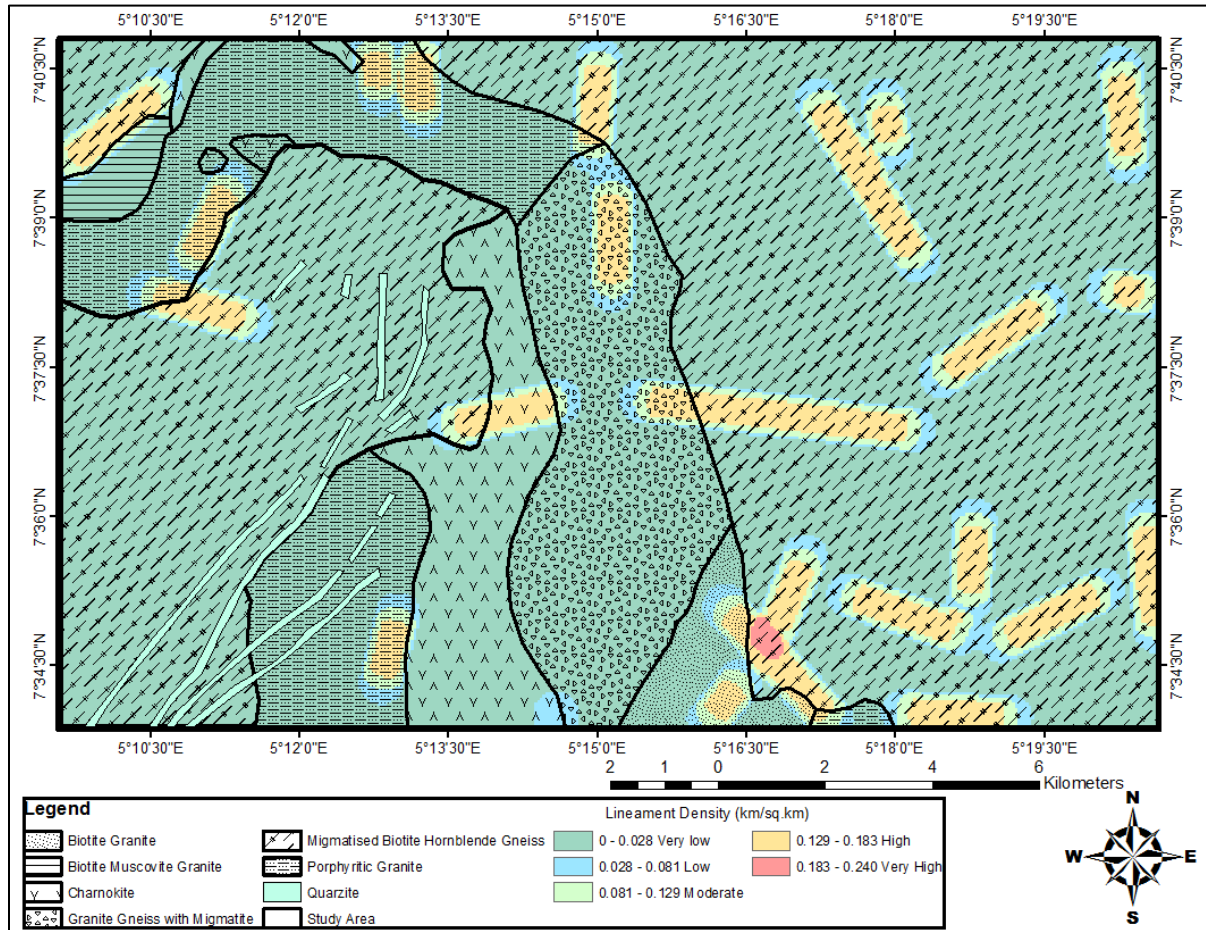 5°10'30"E 5°12'0"E 5°13'30"E 5°15'0"E 5°16'30"E 5°18'0"E 5°19'30"E
7°40'30"N 7°40'30"N
7°39'0"N 7°39'0"N
7°37'30"N 7°37'30"N
7°36'0"N 7°36'0"N
7°34'30"N 7°34'30"N
5°10'30"E 5°12'0"E 5°13'30"E 5°15'0"E 5°16'30"E 5°18'0"E 5°19'30"E
2 1 0 2 4 6
Kilometers
Legend
Biotite Granite
Biotite Muscovite Granite
Charnokite
Granite Gneiss with Migmatite
Migmatised Biotite Hornblende Gneiss
Porphyritic Granite
Quarzite
Study Area
Lineament Density (km/sq.km)
0 - 0.028 Very low
0.028 - 0.081 Low
0.081 - 0.129 Moderate
0.129 - 0.183 High
0.183 - 0.240 Very High
N
W E
S